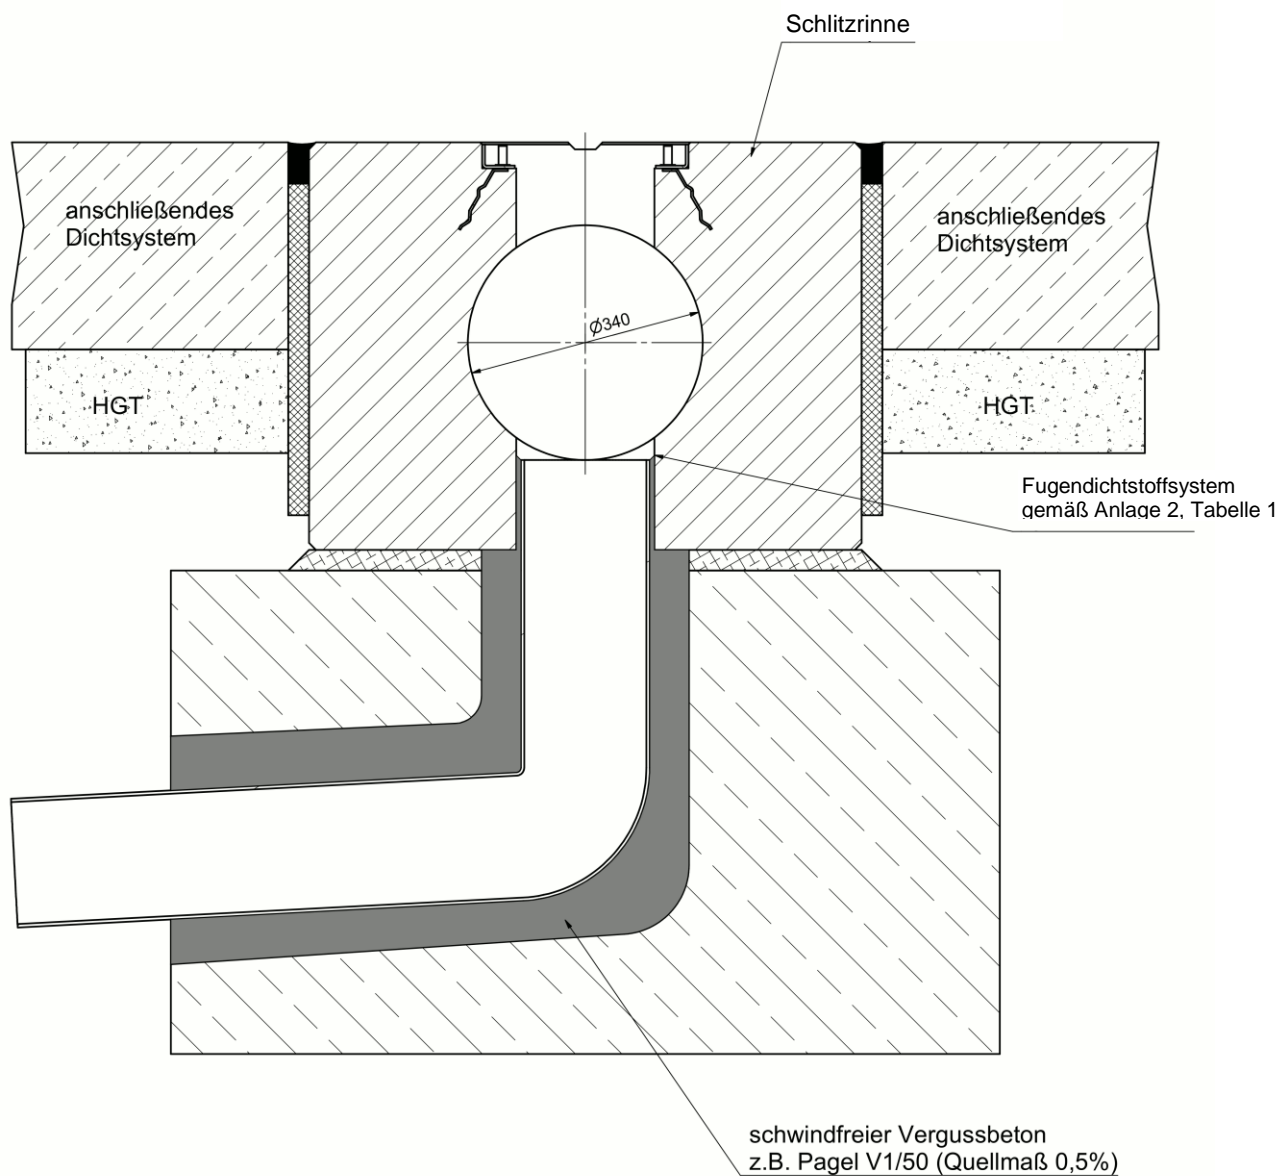 Schlitzrinne
anschließendes
Dichtsystem
anschließendes
Dichtsystem
Ø340
HGT
HGT
Fugendichtstoffsystem
gemäß Anlage 2, Tabelle 1
schwindfreier Vergussbeton
z.B. Pagel V1/50 (Quellmaß 0,5%)